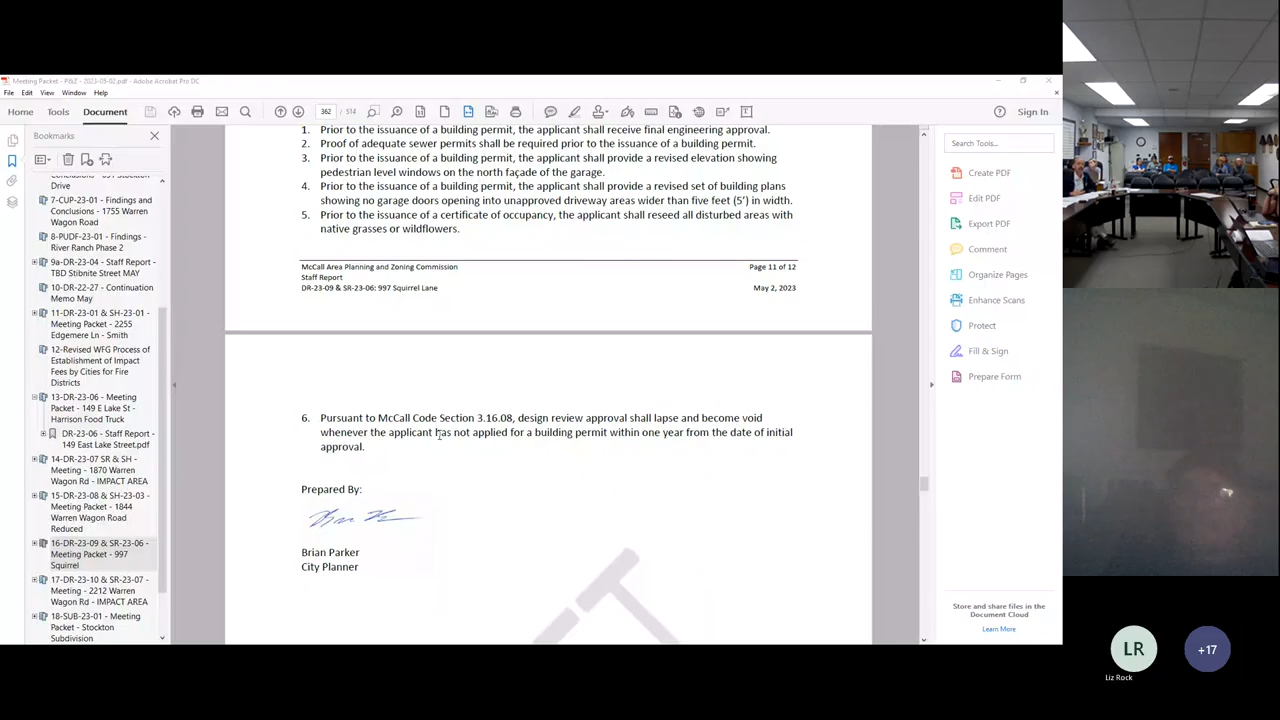 Meeting Packet - P&Z - 2023-05-02.pdf - Adobe Acrobat Pro DC
File Edit View Window Help
Home Tools Document
362 / 514
Sign In
Bookmarks
Conclusions - 891 Stockton
Drive
7-CUP-23-01 - Findings and
Conclusions - 1755 Warren
Wagon Road
8-PUDF-23-01 - Findings -
River Ranch Phase 2
9a-DR-23-04 - Staff Report -
TBD Stibnite Street MAY
10-DR-22-27 - Continuation
Memo May
11-DR-23-01 & SH-23-01 -
Meeting Packet - 2255
Edgemere Ln - Smith
12-Revised WFG Process of
Establishment of Impact
Fees by Cities for Fire
Districts
13-DR-23-06 - Meeting
Packet - 149 E Lake St -
Harrison Food Truck
DR-23-06 - Staff Report -
149 East Lake Street.pdf
14-DR-23-07 SR & SH -
Meeting - 1870 Warren
Wagon Rd - IMPACT AREA
15-DR-23-08 & SH-23-03 -
Meeting Packet - 1844
Warren Wagon Road
Reduced
16-DR-23-09 & SR-23-06 -
Meeting Packet - 997
Squirrel
17-DR-23-10 & SR-23-07 -
Meeting - 2212 Warren
Wagon Rd - IMPACT AREA
18-SUB-23-01 - Meeting
Packet - Stockton
Subdivision
1. Prior to the issuance of a building permit, the applicant shall receive final engineering approval.
2. Proof of adequate sewer permits shall be required prior to the issuance of a building permit.
3. Prior to the issuance of a building permit, the applicant shall provide a revised elevation showing
pedestrian level windows on the north façade of the garage.
4. Prior to the issuance of a building permit, the applicant shall provide a revised set of building plans
showing no garage doors opening into unapproved driveway areas wider than five feet (5') in width.
5. Prior to the issuance of a certificate of occupancy, the applicant shall reseed all disturbed areas with
native grasses or wildflowers.
McCall Area Planning and Zoning Commission Page 11 of 12
Staff Report
DR-23-09 & SR-23-06: 997 Squirrel Lane May 2, 2023
6. Pursuant to McCall Code Section 3.16.08, design review approval shall lapse and become void
whenever the applicant has not applied for a building permit within one year from the date of initial
approval.
Prepared By:
Brian Parker
City Planner
Search Tools...
Create PDF
Edit PDF
Export PDF
Comment
Organize Pages
Enhance Scans
Protect
Fill & Sign
Prepare Form
Store and share files in the
Document Cloud
Learn More
LR
+17
Liz Rock